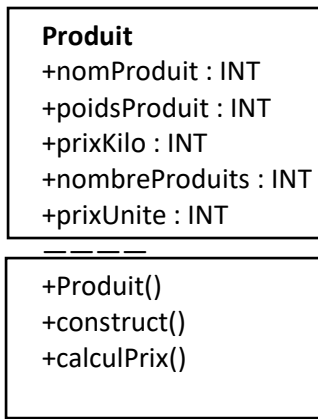 Produit
+nomProduit : INT
+poidsProduit : INT
+prixKilo : INT
+nombreProduits : INT
+prixUnite : INT
————
+Produit()
+construct()
+calculPrix()